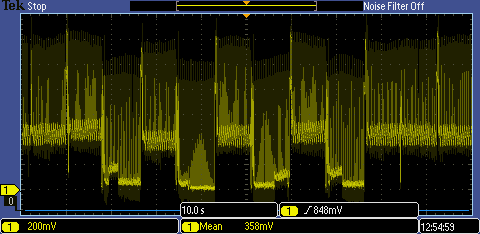 Tek Stop Noise Filter Off
1
0
10.0 s 1 848mV
1 200mV 1 Mean 358mV 12:54:59